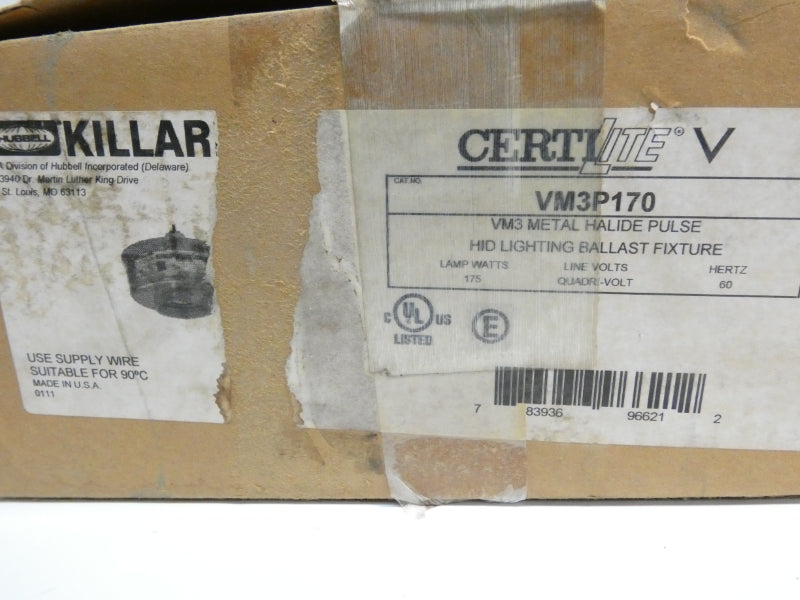 HUBBELL KILLAR
A Division of Hubbell Incorporated (Delaware)
3940 Dr. Martin Luther King Drive
St. Louis, MO 63113
USE SUPPLY WIRE
SUITABLE FOR 90ºC
MADE IN U.S.A.
0111
CERTILITE® V
CAT.NO.
VM3P170
VM3 METAL HALIDE PULSE
HID LIGHTING BALLAST FIXTURE
LAMP WATTS LINE VOLTS HERTZ
175 QUADRI-VOLT 60
C UL US E
LISTED
7 83936 96621 2